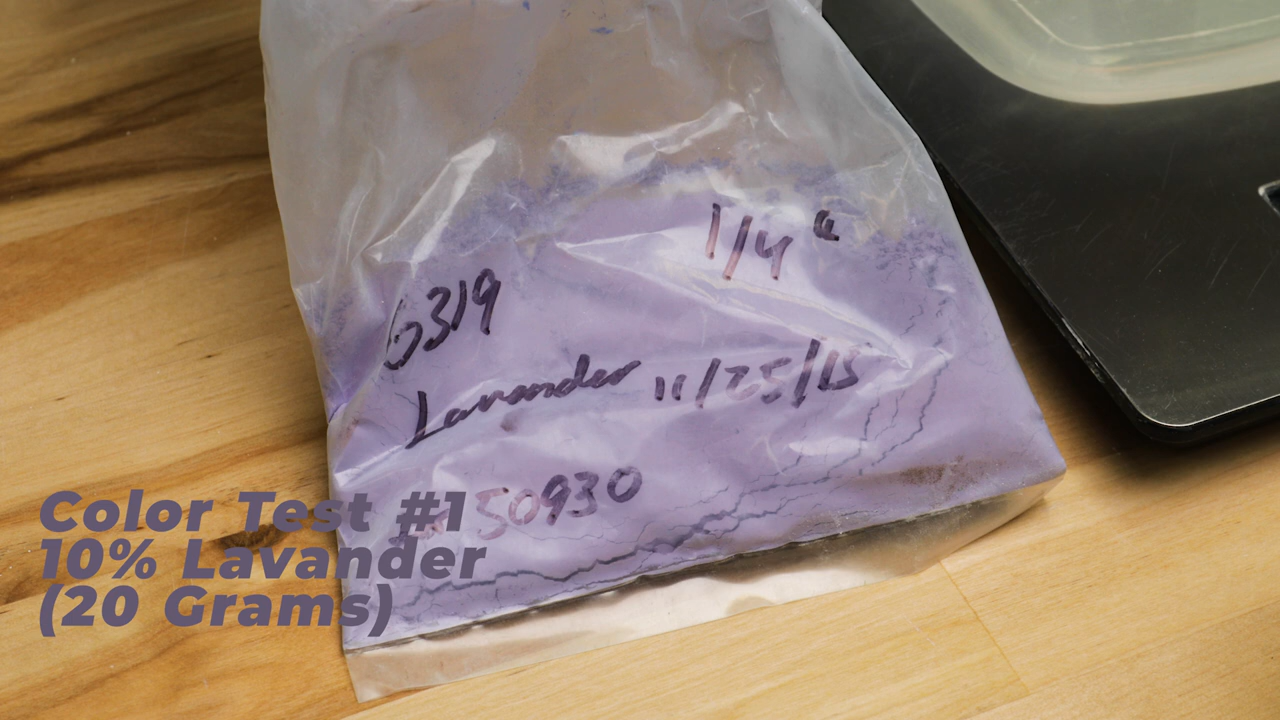 1/4 "
6319
Lavander 11/25/15
50930
Color Test #1
10% Lavander
(20 Grams)